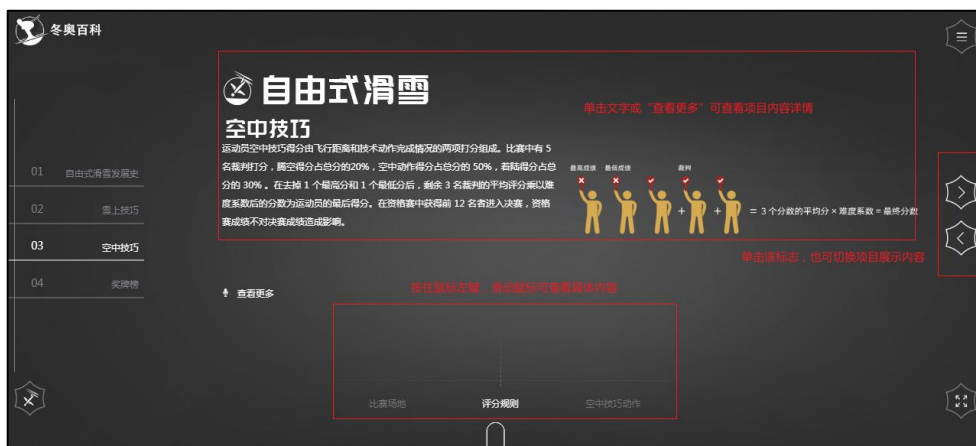 冬奥百科
自由式滑雪
空中技巧
运动员空中技巧得分由飞行距离和技术动作完成情况的两项打分组成。比赛中有 5
名裁判打分，腾空得分占总分的20%，空中动作得分占总分的 50%，着陆得分占总
分的 30% 。在去掉 1 个最高分和 1 个最低分后，剩余 3 名裁判的平均评分乘以难
度系数后的分数为运动员的最后得分。在资格赛中获得前 12 名者进入决赛，资格
赛成绩不对决赛成绩造成影响。
单击文字或“查看更多”可查看项目内容详情
最高成绩 最低成绩 裁判
+ + = 3 个分数的平均分 × 难度系数 = 最终分数
单击该标志，也可切换项目展示内容
01 自由式滑雪发展史
02 雪上技巧
03 空中技巧
04 奖牌榜
查看更多
按住鼠标左键，滑动鼠标可查看具体内容
比赛场地 评分规则 空中技巧动作